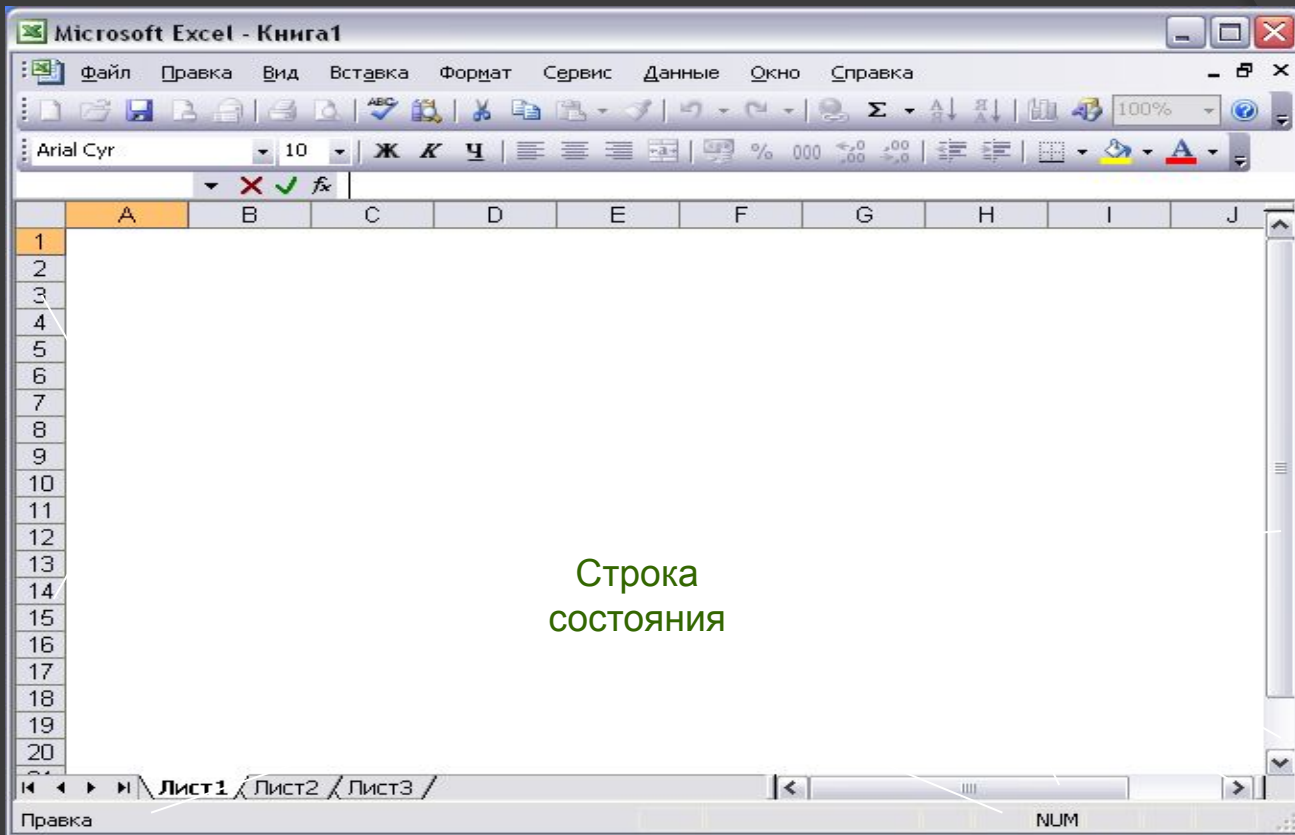 Microsoft Excel - Книга1
Файл Правка Вид Вставка Формат Сервис Данные Окно Справка
ABC Σ 100%
Arial Cyr 10 Ж К Ч % 000 A
fx
A B C D E F G H I J
1
2
3
4
5
6
7
8
9
10
11
12
13
14
15
16
17
18
19
20
Строка
состояния
Лист1 Лист2 Лист3
Правка NUM